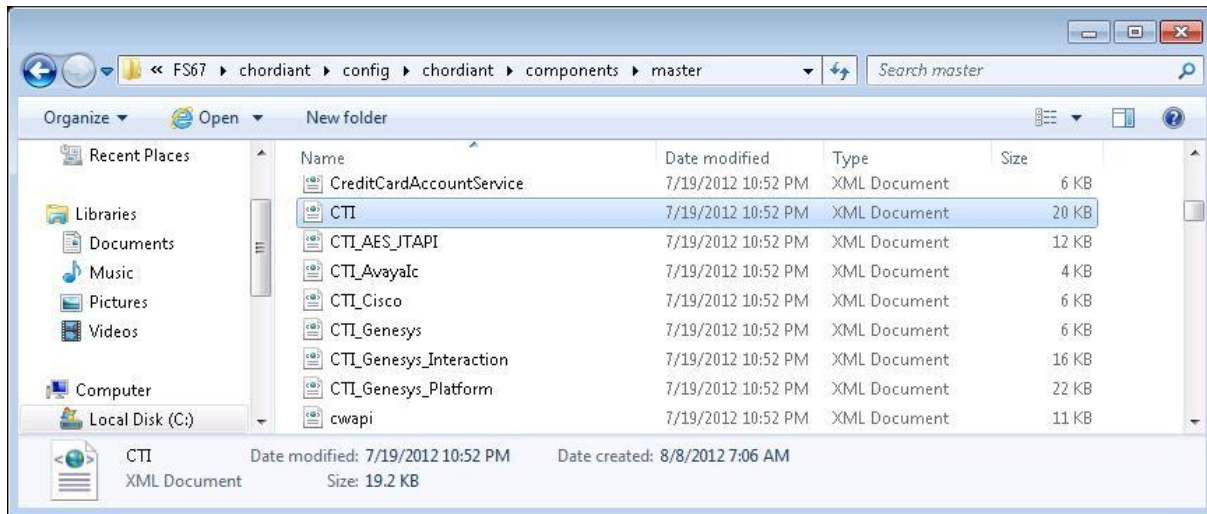 « FS67 ▸ chordiant ▸ config ▸ chordiant ▸ components ▸ master Search master
Organize Open New folder
Recent Places
Libraries
Documents
Music
Pictures
Videos
Computer
Local Disk (C:)
Name Date modified Type Size
CreditCardAccountService 7/19/2012 10:52 PM XML Document 6 KB
CTI 7/19/2012 10:52 PM XML Document 20 KB
CTI_AES_JTAPI 7/19/2012 10:52 PM XML Document 12 KB
CTI_AvayaIc 7/19/2012 10:52 PM XML Document 4 KB
CTI_Cisco 7/19/2012 10:52 PM XML Document 6 KB
CTI_Genesys 7/19/2012 10:52 PM XML Document 6 KB
CTI_Genesys_Interaction 7/19/2012 10:52 PM XML Document 16 KB
CTI_Genesys_Platform 7/19/2012 10:52 PM XML Document 22 KB
cwapi 7/19/2012 10:52 PM XML Document 11 KB
CTI Date modified: 7/19/2012 10:52 PM Date created: 8/8/2012 7:06 AM
XML Document Size: 19.2 KB